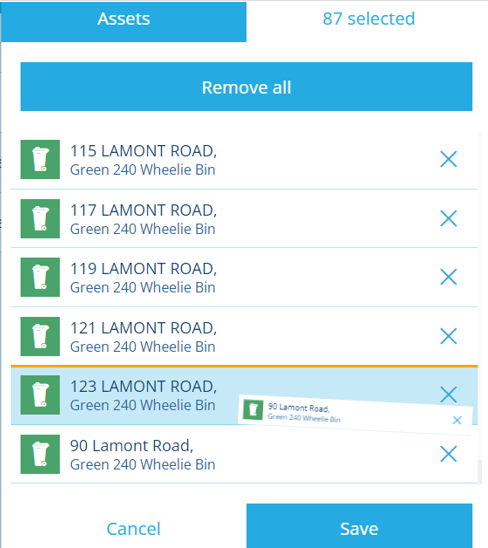 Assets
87 selected
Remove all
115 LAMONT ROAD,
Green 240 Wheelie Bin
117 LAMONT ROAD,
Green 240 Wheelie Bin
119 LAMONT ROAD,
Green 240 Wheelie Bin
121 LAMONT ROAD,
Green 240 Wheelie Bin
123 LAMONT ROAD,
Green 240 Wheelie Bin
90 Lamont Road,
Green 240 Wheelie Bin
90 Lamont Road,
Green 240 Wheelie Bin
Cancel
Save